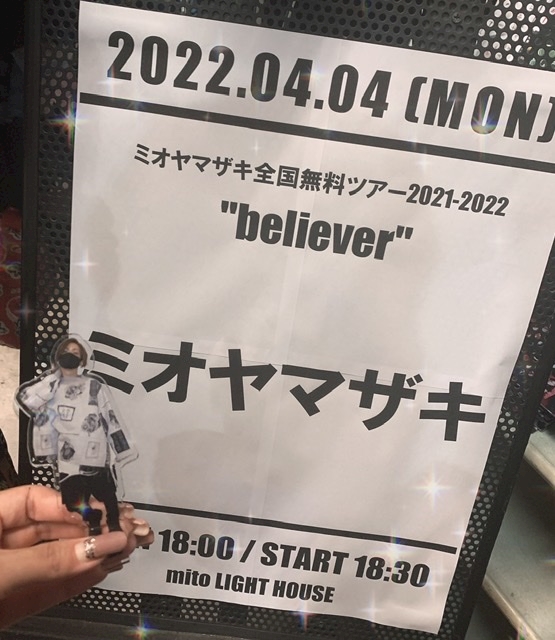 2022.04.04 (MON)
ミオヤマザキ全国無料ツアー2021-2022
"believer"
ミオヤマザキ
18:00 / START 18:30
mito LIGHT HOUSE